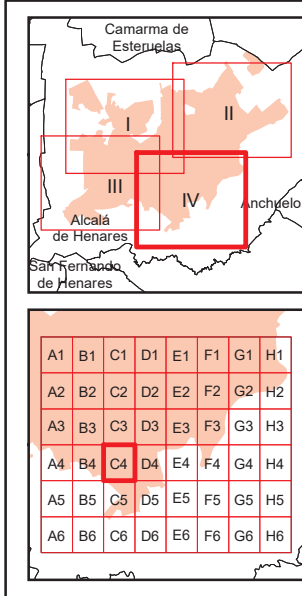 Camarma de
Esteruelas
II
I
III
IV
Anchuelo
Alcalá
de Henares
San Fernando
de Henares
A1 B1 C1 D1 E1 F1 G1 H1
A2 B2 C2 D2 E2 F2 G2 H2
A3 B3 C3 D3 E3 F3 G3 H3
A4 B4 C4 D4 E4 F4 G4 H4
A5 B5 C5 D5 E5 F5 G5 H5
A6 B6 C6 D6 E6 F6 G6 H6